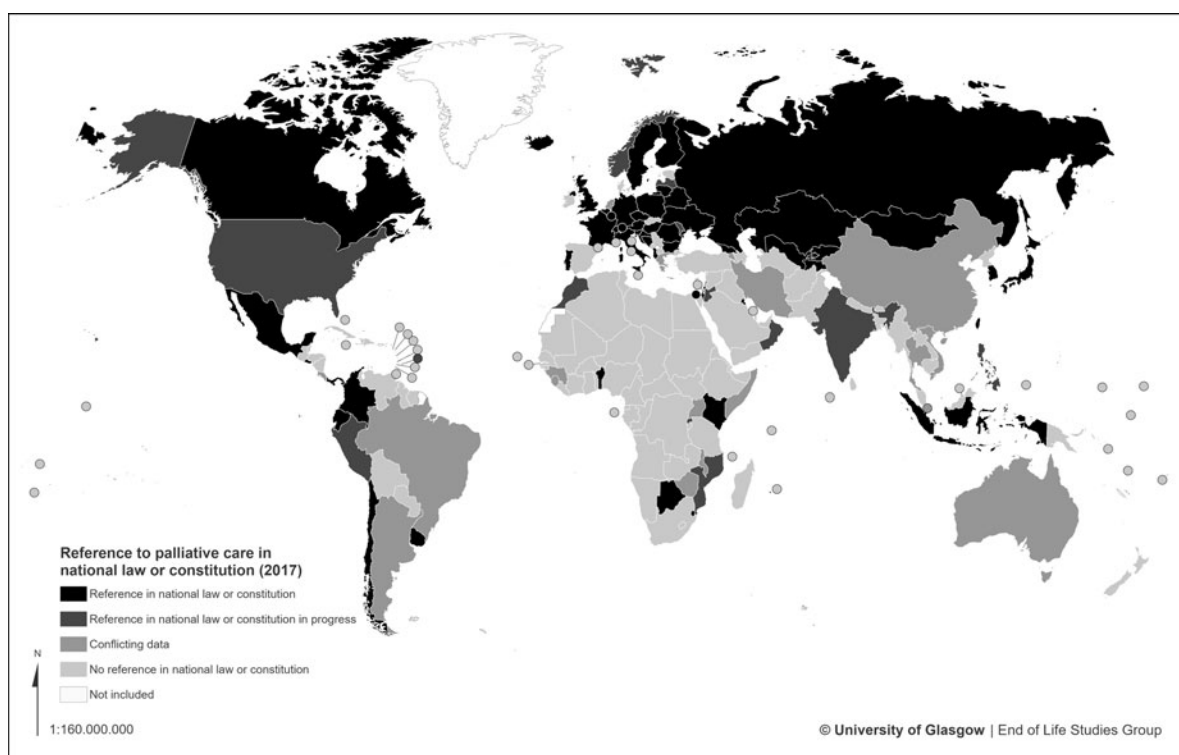 Reference to palliative care in
national law or constitution (2017)
Reference in national law or constitution
Reference in national law or constitution in progress
Conflicting data
No reference in national law or constitution
Not included
N
1:160.000.000
© University of Glasgow | End of Life Studies Group